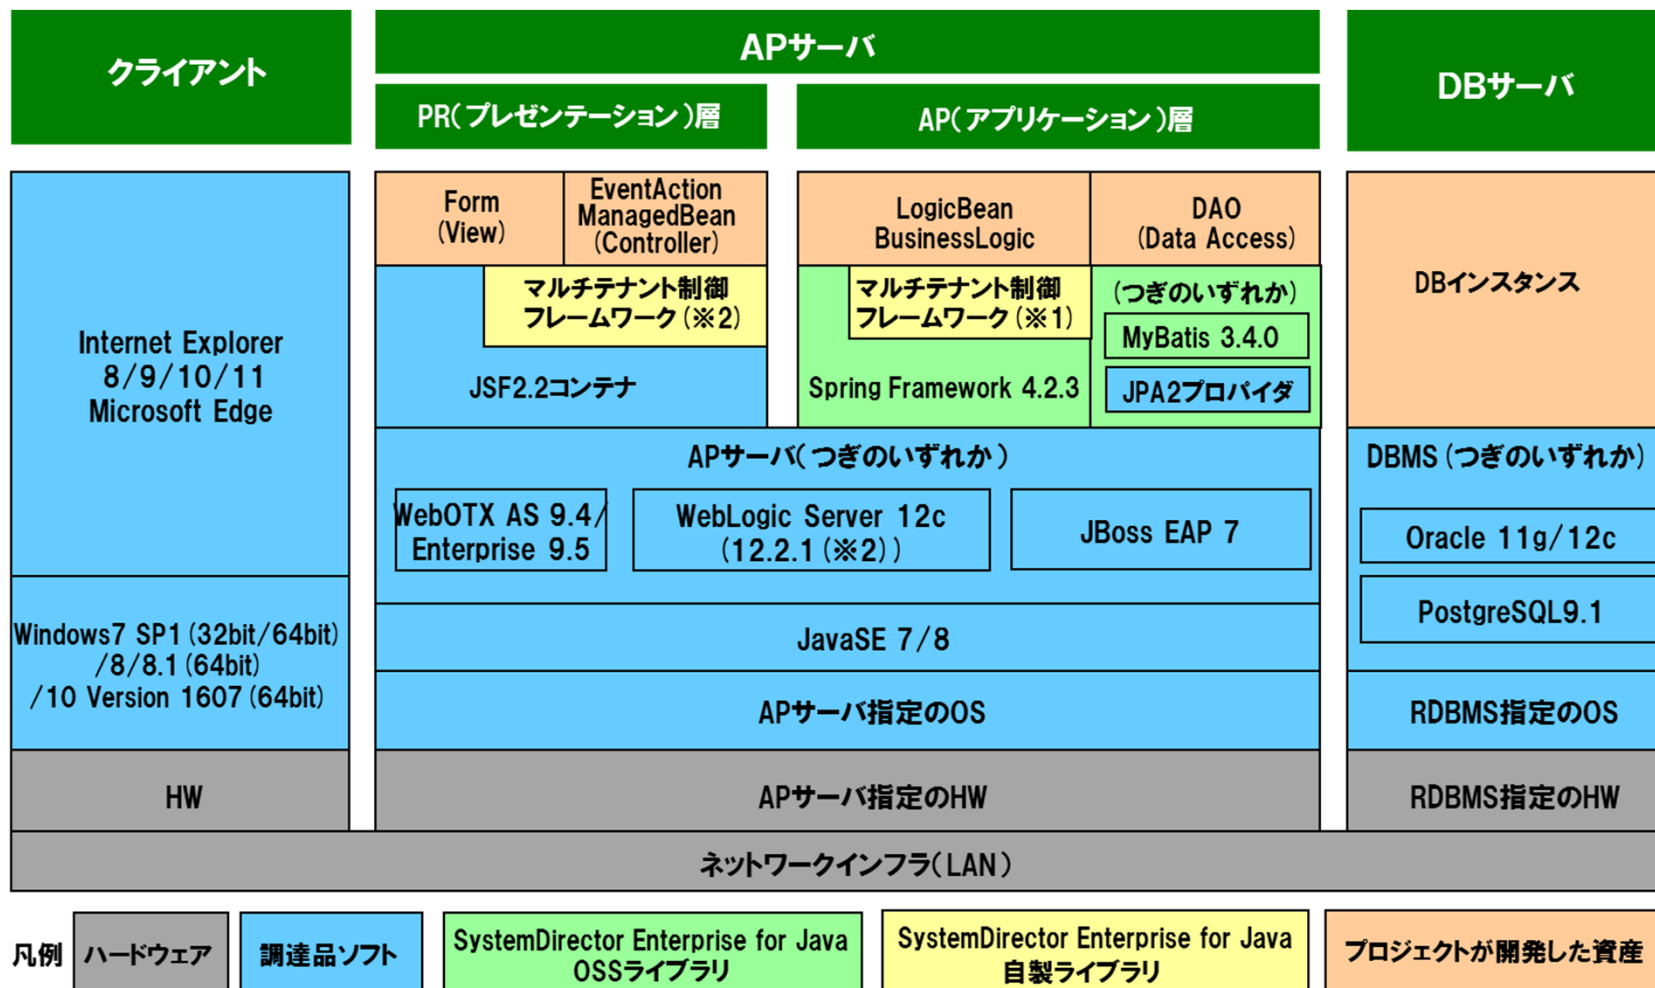 クライアント
APサーバ
DBサーバ
PR(プレゼンテーション)層
AP(アプリケーション)層
Internet Explorer
8/9/10/11
Microsoft Edge
Windows7 SP1(32bit/64bit)
/8/8.1(64bit)
/10 Version 1607(64bit)
HW
Form
(View)
EventAction
ManagedBean
(Controller)
マルチテナント制御
フレームワーク(※2)
JSF2.2コンテナ
LogicBean
BusinessLogic
DAO
(Data Access)
マルチテナント制御
フレームワーク(※1)
Spring Framework 4.2.3
(つぎのいずれか)
MyBatis 3.4.0
JPA2プロパイダ
APサーバ(つぎのいずれか)
WebOTX AS 9.4/
Enterprise 9.5
WebLogic Server 12c
(12.2.1(※2))
JBoss EAP 7
JavaSE 7/8
APサーバ指定のOS
APサーバ指定のHW
DBインスタンス
DBMS(つぎのいずれか)
Oracle 11g/12c
PostgreSQL9.1
RDBMS指定のOS
RDBMS指定のHW
ネットワークインフラ(LAN)
凡例
ハードウェア
調達品ソフト
SystemDirector Enterprise for Java
OSSライブラリ
SystemDirector Enterprise for Java
自製ライブラリ
プロジェクトが開発した資産